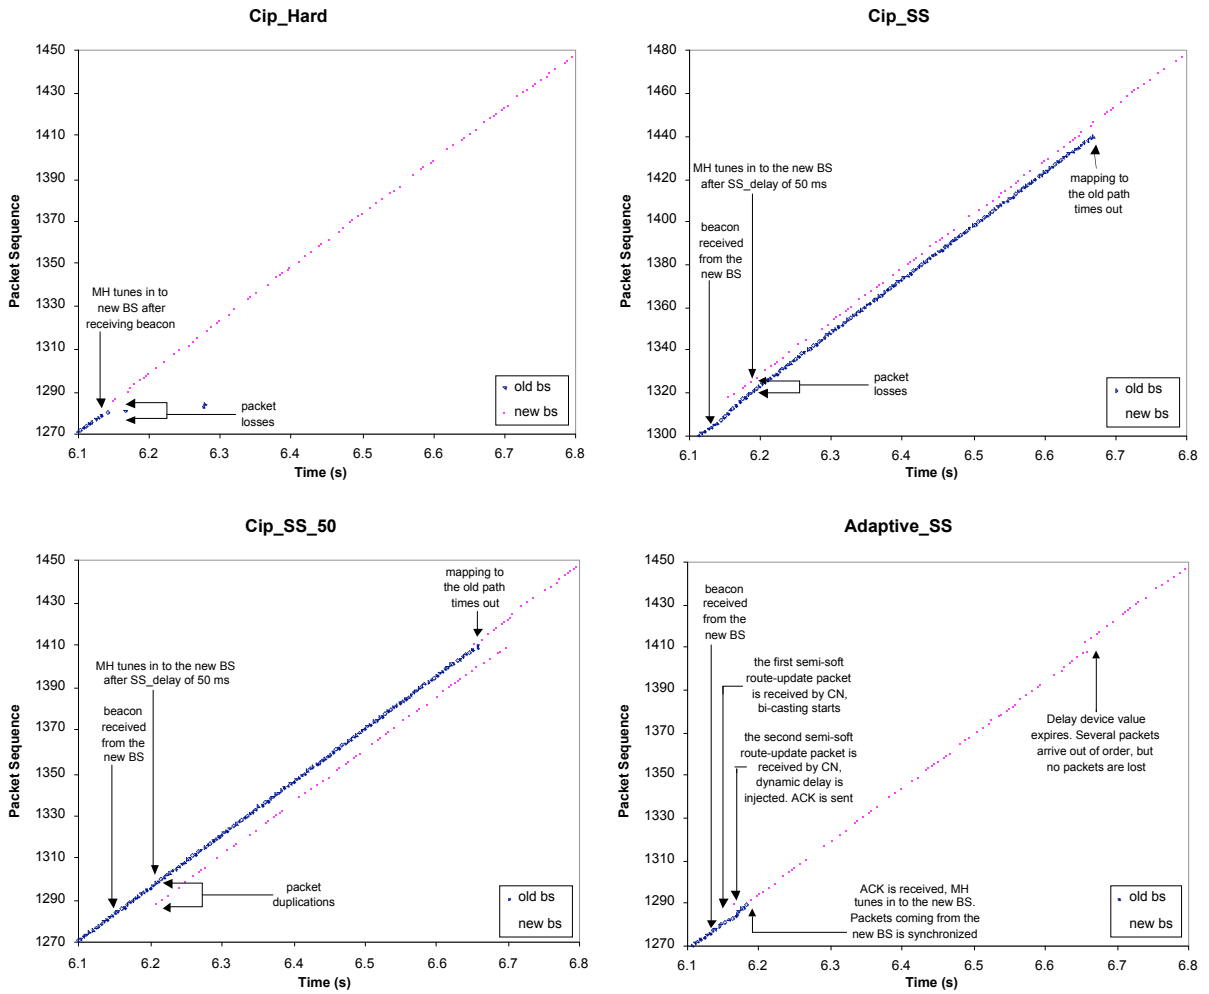 Cip_Hard
Packet Sequence
1450
1430
1410
1390
1370
1350
1330
1310
1290
1270
MH tunes in to
new BS after
receiving beacon
packet
losses
old bs
new bs
6.1 6.2 6.3 6.4 6.5 6.6 6.7 6.8
Time (s)
Cip_SS
Packet Sequence
1480
1460
1440
1420
1400
1380
1360
1340
1320
1300
MH tunes in to the new BS
after SS_delay of 50 ms
beacon
received
from the
new BS
mapping to
the old path
times out
packet
losses
old bs
new bs
6.1 6.2 6.3 6.4 6.5 6.6 6.7 6.8
Time (s)
Cip_SS_50
Packet Sequence
1450
1430
1410
1390
1370
1350
1330
1310
1290
1270
mapping to
the old path
times out
MH tunes in to the new BS
after SS_delay of 50 ms
beacon
received
from the
new BS
packet
duplications
old bs
new bs
6.1 6.2 6.3 6.4 6.5 6.6 6.7 6.8
Time (s)
Adaptive_SS
Packet Sequence
1450
1430
1410
1390
1370
1350
1330
1310
1290
1270
beacon
received
from the
new BS
the first semi-soft
route-update packet
is received by CN,
bi-casting starts
the second semi-soft
route-update packet is
received by CN,
dynamic delay is
injected. ACK is sent
Delay device value
expires. Several packets
arrive out of order, but
no packets are lost
ACK is received, MH
tunes in to the new BS.
Packets coming from the
new BS is synchronized
old bs
new bs
6.1 6.2 6.3 6.4 6.5 6.6 6.7 6.8
Time (s)